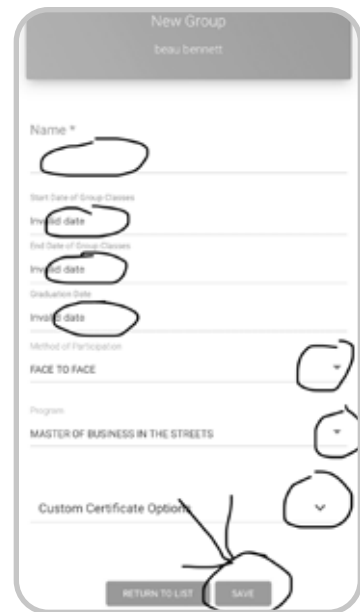 New Group
beau bennett
Name *
Start Date of Group Classes
Invalid date
End Date of Group Classes
Invalid date
Graduation Date
Invalid date
Method of Participation
FACE TO FACE
Program
MASTER OF BUSINESS IN THE STREETS
Custom Certificate Options
RETURN TO LIST SAVE